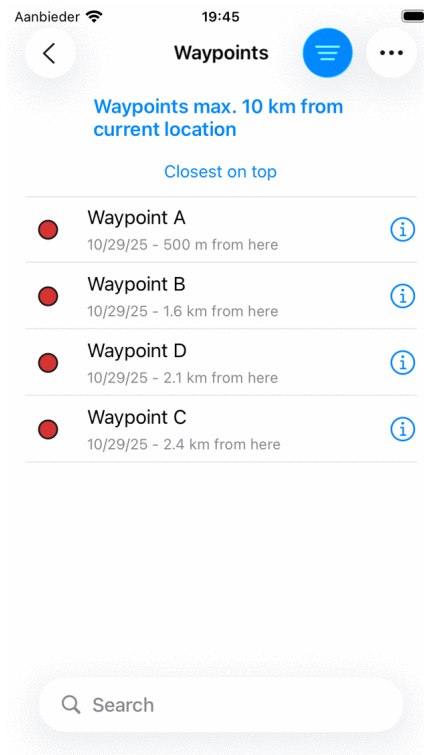 Aanbieder 19:45
Waypoints
Waypoints max. 10 km from
current location
Closest on top
Waypoint A
10/29/25 - 500 m from here
Waypoint B
10/29/25 - 1.6 km from here
Waypoint D
10/29/25 - 2.1 km from here
Waypoint C
10/29/25 - 2.4 km from here
Search